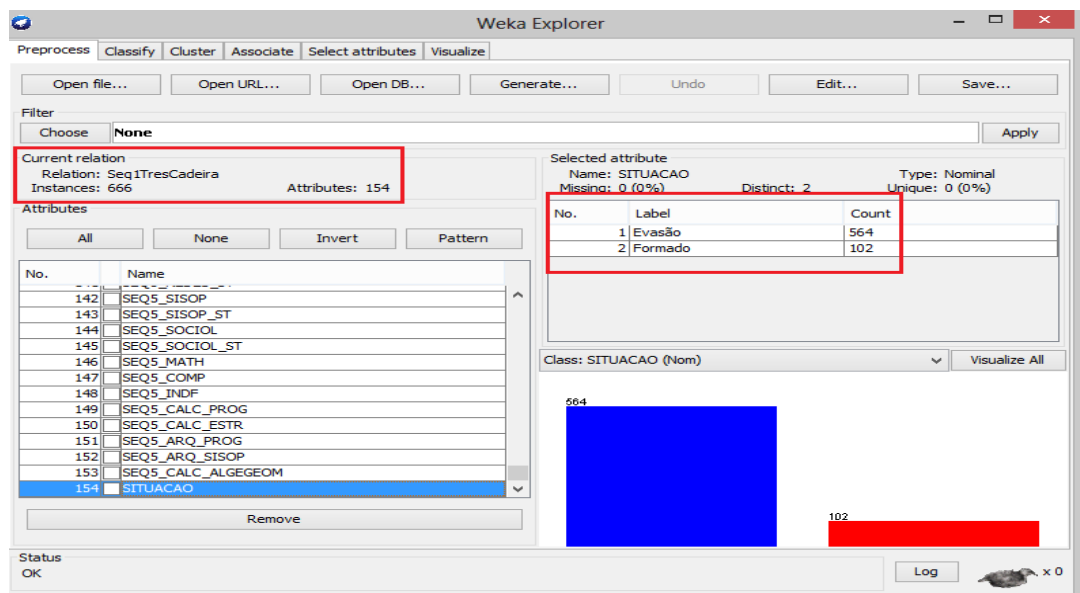 Weka Explorer
Preprocess Classify Cluster Associate Select attributes Visualize
Open file... Open URL... Open DB... Generate... Undo Edit... Save...
Filter
Choose None Apply
Current relation
Relation: Seq1TresCadeira
Instances: 666 Attributes: 154
Attributes
All None Invert Pattern
No. Name
142 SEQ5_SISOP
143 SEQ5_SISOP_ST
144 SEQ5_SOCIOL
145 SEQ5_SOCIOL_ST
146 SEQ5_MATH
147 SEQ5_COMP
148 SEQ5_INDF
149 SEQ5_CALC_PROG
150 SEQ5_CALC_ESTR
151 SEQ5_ARQ_PROG
152 SEQ5_ARQ_SISOP
153 SEQ5_CALC_ALGEGEOM
154 SITUACAO
Remove
Selected attribute
Name: SITUACAO Type: Nominal
Missing: 0 (0%) Distinct: 2 Unique: 0 (0%)
No. Label Count
1 Evasão 564
2 Formado 102
Class: SITUACAO (Nom) Visualize All
564
102
Status
OK
Log x 0